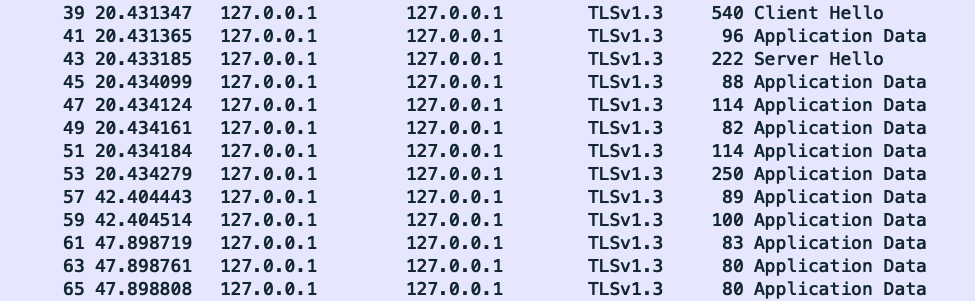 39 20.431347 127.0.0.1 127.0.0.1 TLSv1.3 540 Client Hello
41 20.431365 127.0.0.1 127.0.0.1 TLSv1.3 96 Application Data
43 20.433185 127.0.0.1 127.0.0.1 TLSv1.3 222 Server Hello
45 20.434099 127.0.0.1 127.0.0.1 TLSv1.3 88 Application Data
47 20.434124 127.0.0.1 127.0.0.1 TLSv1.3 114 Application Data
49 20.434161 127.0.0.1 127.0.0.1 TLSv1.3 82 Application Data
51 20.434184 127.0.0.1 127.0.0.1 TLSv1.3 114 Application Data
53 20.434279 127.0.0.1 127.0.0.1 TLSv1.3 250 Application Data
57 42.404443 127.0.0.1 127.0.0.1 TLSv1.3 89 Application Data
59 42.404514 127.0.0.1 127.0.0.1 TLSv1.3 100 Application Data
61 47.898719 127.0.0.1 127.0.0.1 TLSv1.3 83 Application Data
63 47.898761 127.0.0.1 127.0.0.1 TLSv1.3 80 Application Data
65 47.898808 127.0.0.1 127.0.0.1 TLSv1.3 80 Application Data